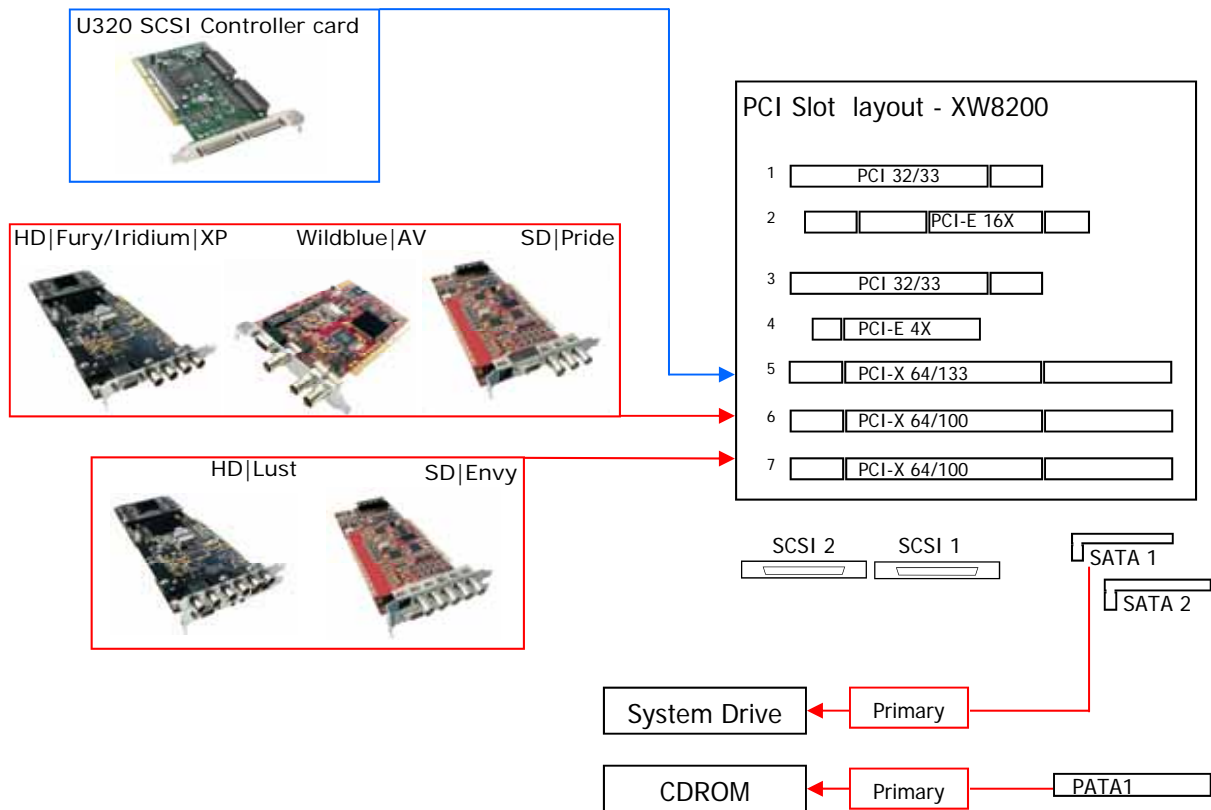 U320 SCSI Controller card
PCI Slot layout - XW8200
1 PCI 32/33
2 PCI-E 16X
3 PCI 32/33
4 PCI-E 4X
5 PCI-X 64/133
6 PCI-X 64/100
7 PCI-X 64/100
HD|Fury/Iridium|XP Wildblue|AV SD|Pride
HD|Lust SD|Envy
SCSI 2 SCSI 1
SATA 1
SATA 2
System Drive Primary
CDROM Primary PATA1